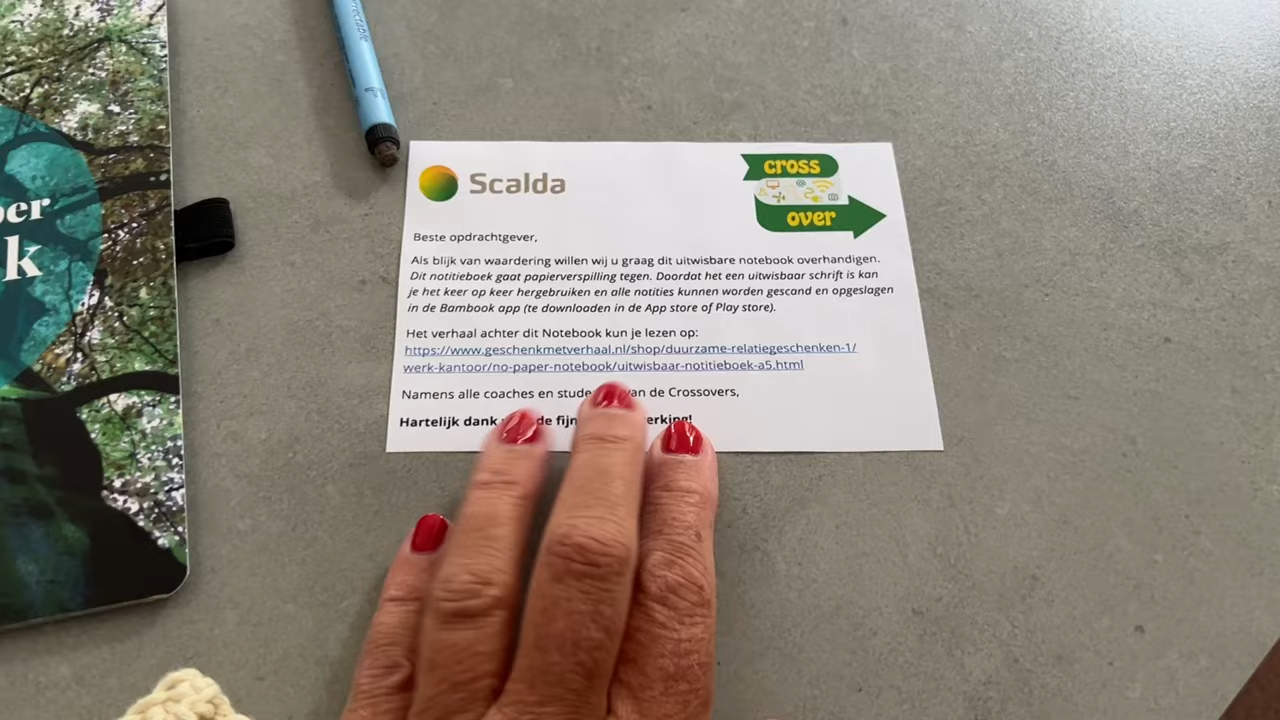 rrectable
per
k
Scalda
cross
over
Beste opdrachtgever,
Als blijk van waardering willen wij u graag dit uitwisbare notebook overhandigen.
Dit notitieboek gaat papierverspilling tegen. Doordat het een uitwisbaar schrift is kan
je het keer op keer hergebruiken en alle notities kunnen worden gescand en opgeslagen
in de Bambook app (te downloaden in de App store of Play store).
Het verhaal achter dit Notebook kun je lezen op:
https://www.geschenkmetverhaal.nl/shop/duurzame-relatiegeschenken-1/
werk-kantoor/no-paper-notebook/uitwisbaar-notitieboek-a5.html
Namens alle coaches en stude van de Crossovers,
Hartelijk dank de fijn erking!